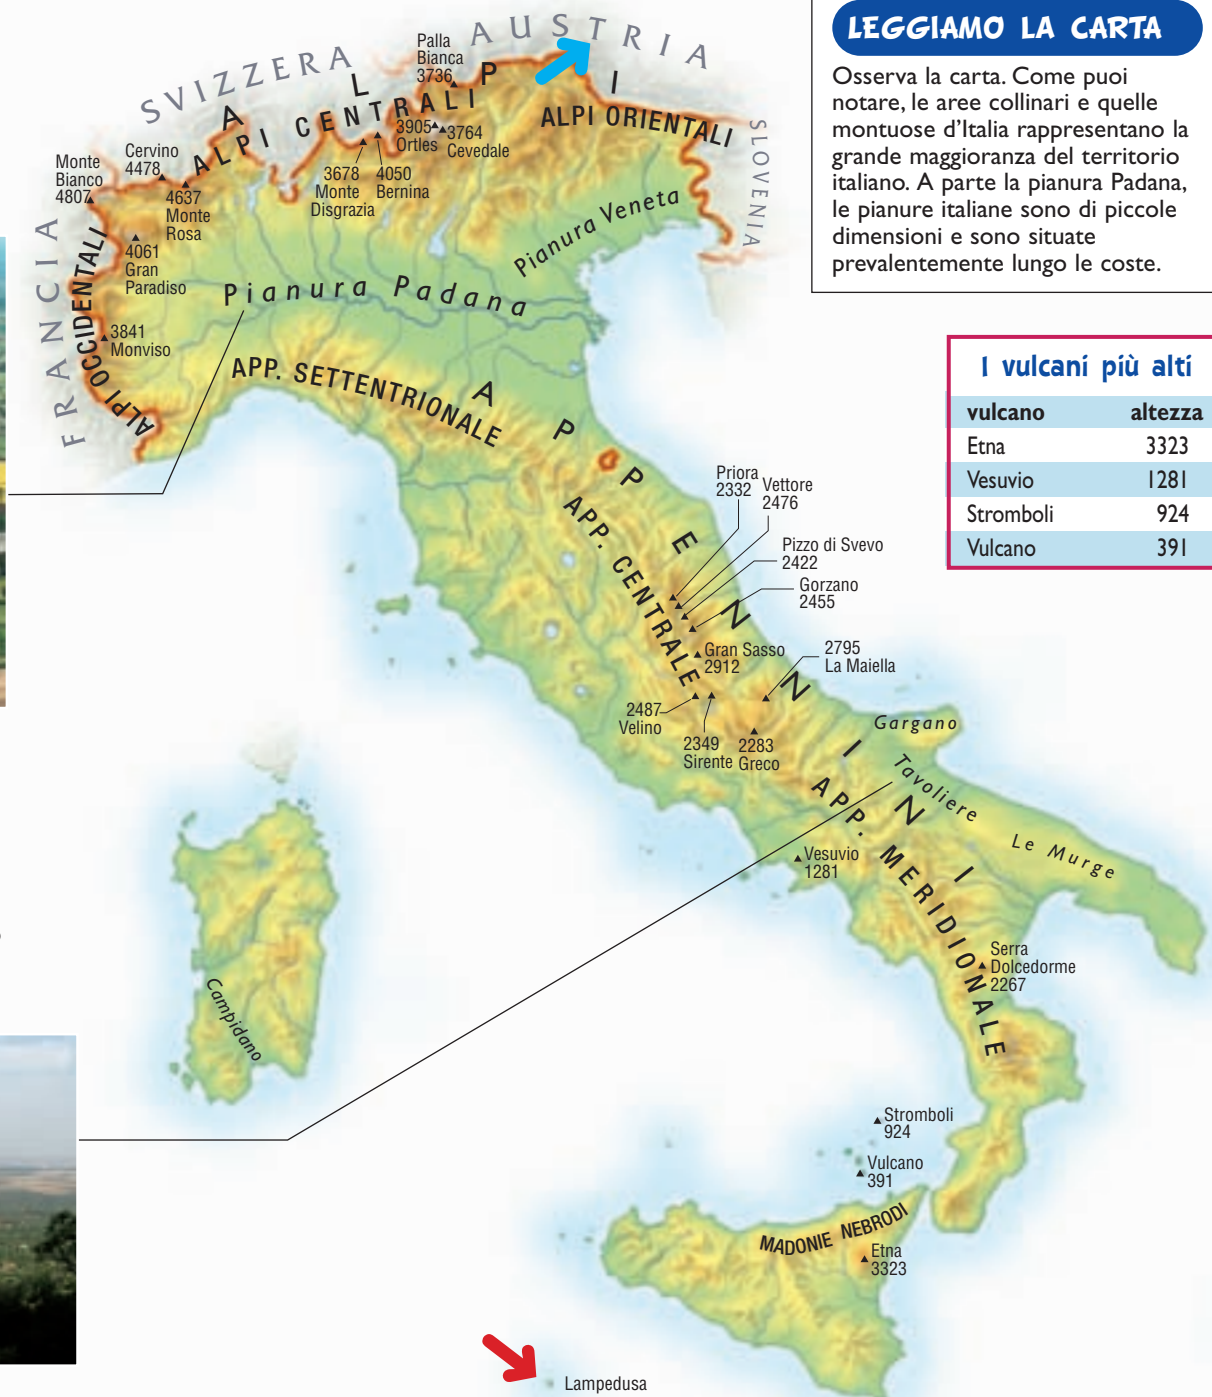 LEGGIAMO LA CARTA
Osserva la carta. Come puoi
notare, le aree collinari e quelle
montuose d'Italia rappresentano la
grande maggioranza del territorio
italiano. A parte la pianura Padana,
le pianure italiane sono di piccole
dimensioni e sono situate
prevalentemente lungo le coste.
I vulcani più alti
vulcano altezza
Etna 3323
Vesuvio 1281
Stromboli 924
Vulcano 391
SVIZZERA
AUSTRIA
SLOVENIA
FRANCIA
ALPI
ALPI CENTRALI
ALPI ORIENTALI
ALPI OCCIDENTALI
Palla
Bianca
3736
3905
Ortles
3764
Cevedale
Monte
Bianco
4807
Cervino
4478
4637
Monte
Rosa
3678
Monte
Disgrazia
4050
Bernina
4061
Gran
Paradiso
3841
Monviso
Pianura Veneta
Pianura Padana
APP. SETTENTRIONALE
APPENNINI
APP. CENTRALE
Priora
2332
Vettore
2476
Pizzo di Svevo
2422
Gorzano
2455
Gran Sasso
2912
2795
La Maiella
2487
Velino
2349
Sirente
2283
Greco
Gargano
Tavoliere
Le Murge
APP. MERIDIONALE
Vesuvio
1281
Serra
Dolcedorme
2267
Campidano
Stromboli
924
Vulcano
391
MADONIE NEBRODI
Etna
3323
Lampedusa